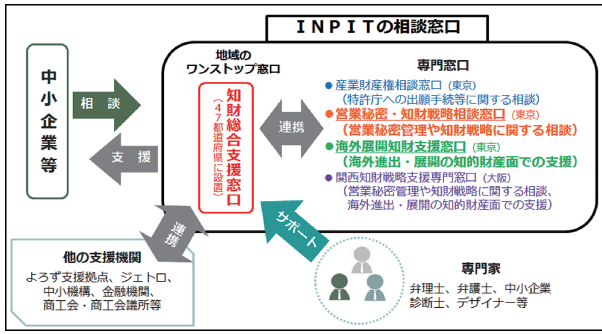 INPITの相談窓口
中小企業等
相談
支援
地域の
ワンストップ窓口
知財総合支援窓口
(47都道府県に設置)
連携
専門窓口
●産業財産権相談窓口(東京)
(特許庁への出願手続等に関する相談)
●営業秘密・知財戦略相談窓口(東京)
(営業秘密管理や知財戦略に関する相談)
●海外展開知財支援窓口(東京)
(海外進出・展開の知的財産面での支援)
●関西知財戦略支援専門窓口(大阪)
(営業秘密管理や知財戦略に関する相談、
海外進出・展開の知的財産面での支援)
連携
サポート
他の支援機関
よろず支援拠点、ジェトロ、
中小機構、金融機関、
商工会・商工会議所等
専門家
弁理士、弁護士、中小企業
診断士、デザイナー等